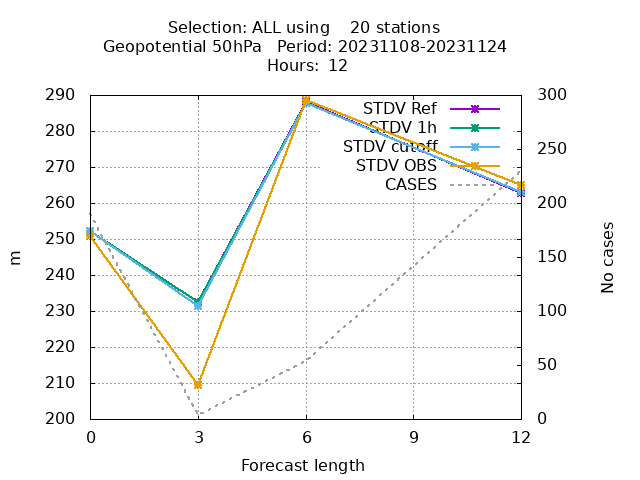 Selection: ALL using    20 stations
Geopotential 50hPa   Period: 20231108-20231124
Hours: 12
STDV Ref
STDV 1h
STDV cutoff
STDV OBS
CASES
290
280
270
260
250
240
230
220
210
200
m
300
250
200
150
100
50
0
No cases
0 3 6 9 12
Forecast length